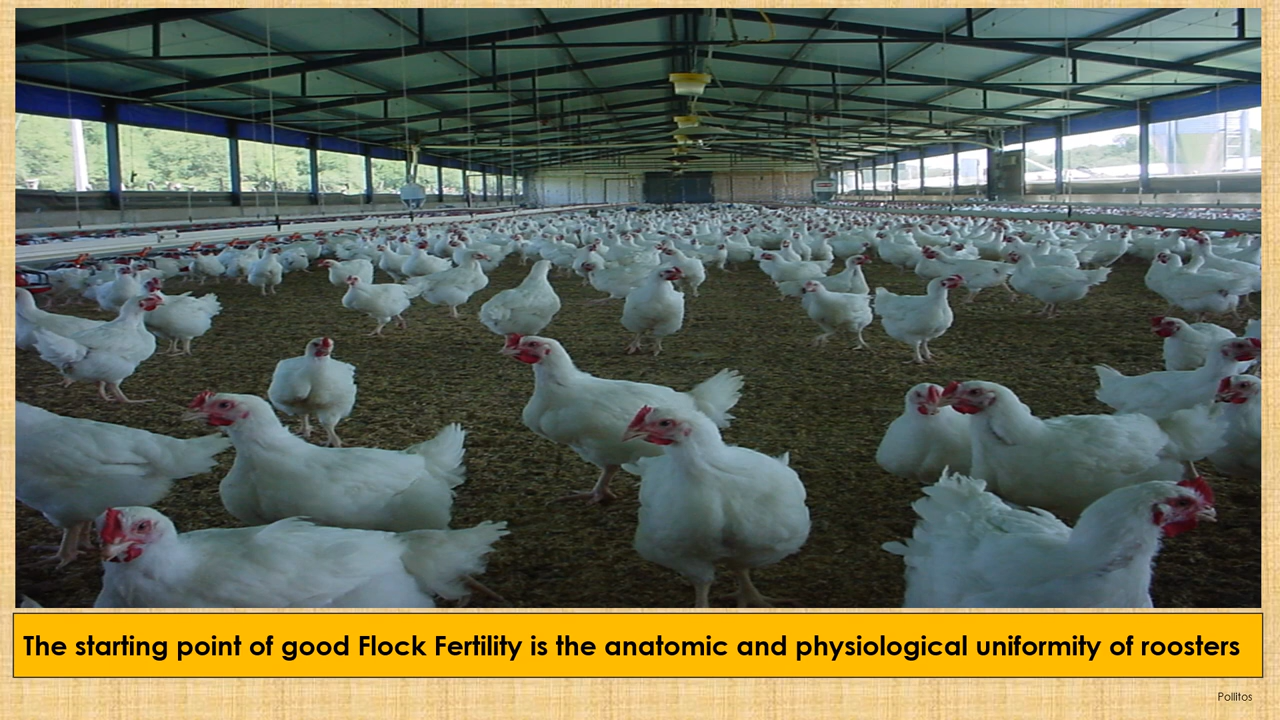 The starting point of good Flock Fertility is the anatomic and physiological uniformity of roosters
Pollitos